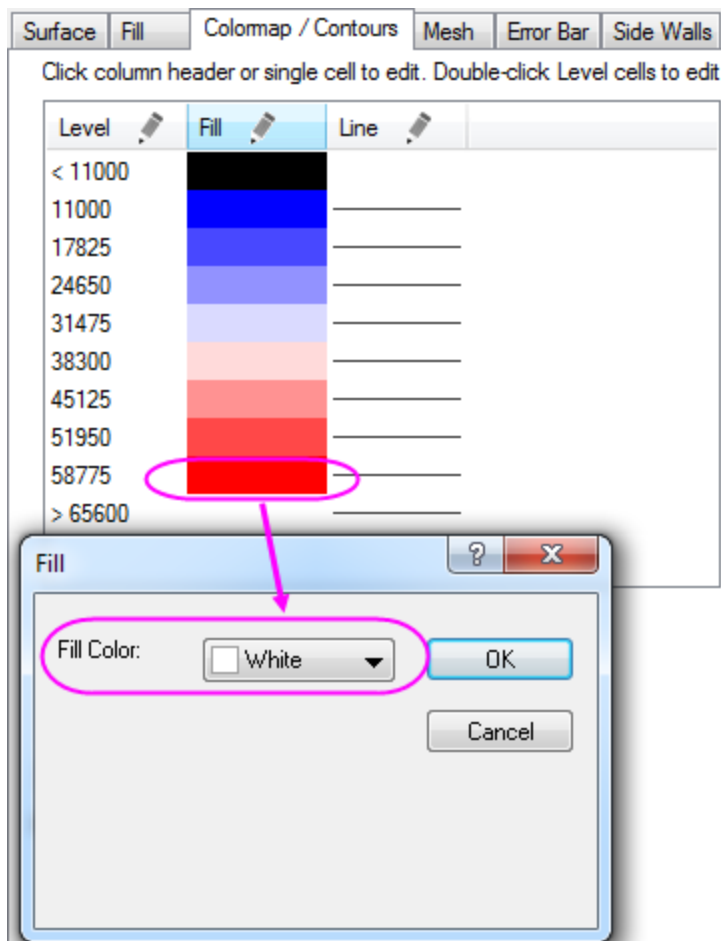 Surface Fill Colormap / Contours Mesh Error Bar Side Walls
Click column header or single cell to edit. Double-click Level cells to edit
Level Fill Line
< 11000
11000
17825
24650
31475
38300
45125
51950
58775
> 65600
Fill
?
Fill Color: White OK
Cancel